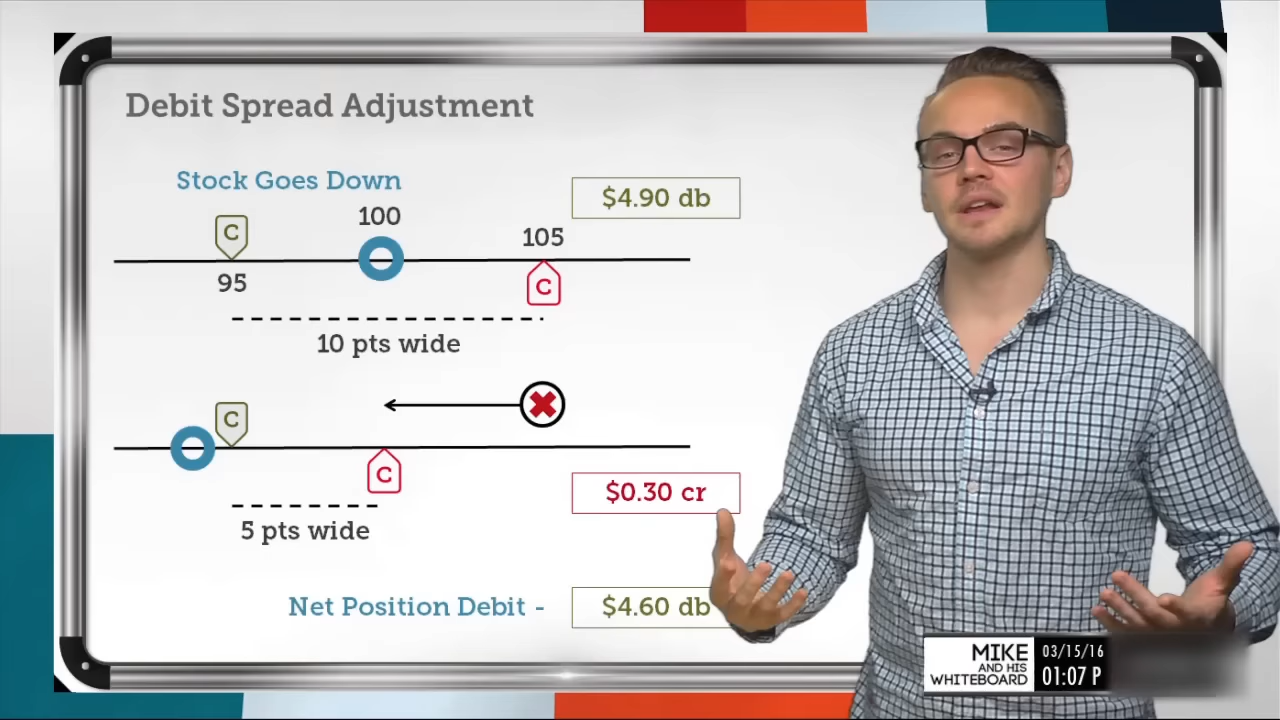 Debit Spread Adjustment
Stock Goes Down
$4.90 db
C
100
105
95
C
10 pts wide
C
C
$0.30 cr
5 pts wide
Net Position Debit -
$4.60 db
MIKE
AND HIS
WHITEBOARD
03/15/16
01:07 P